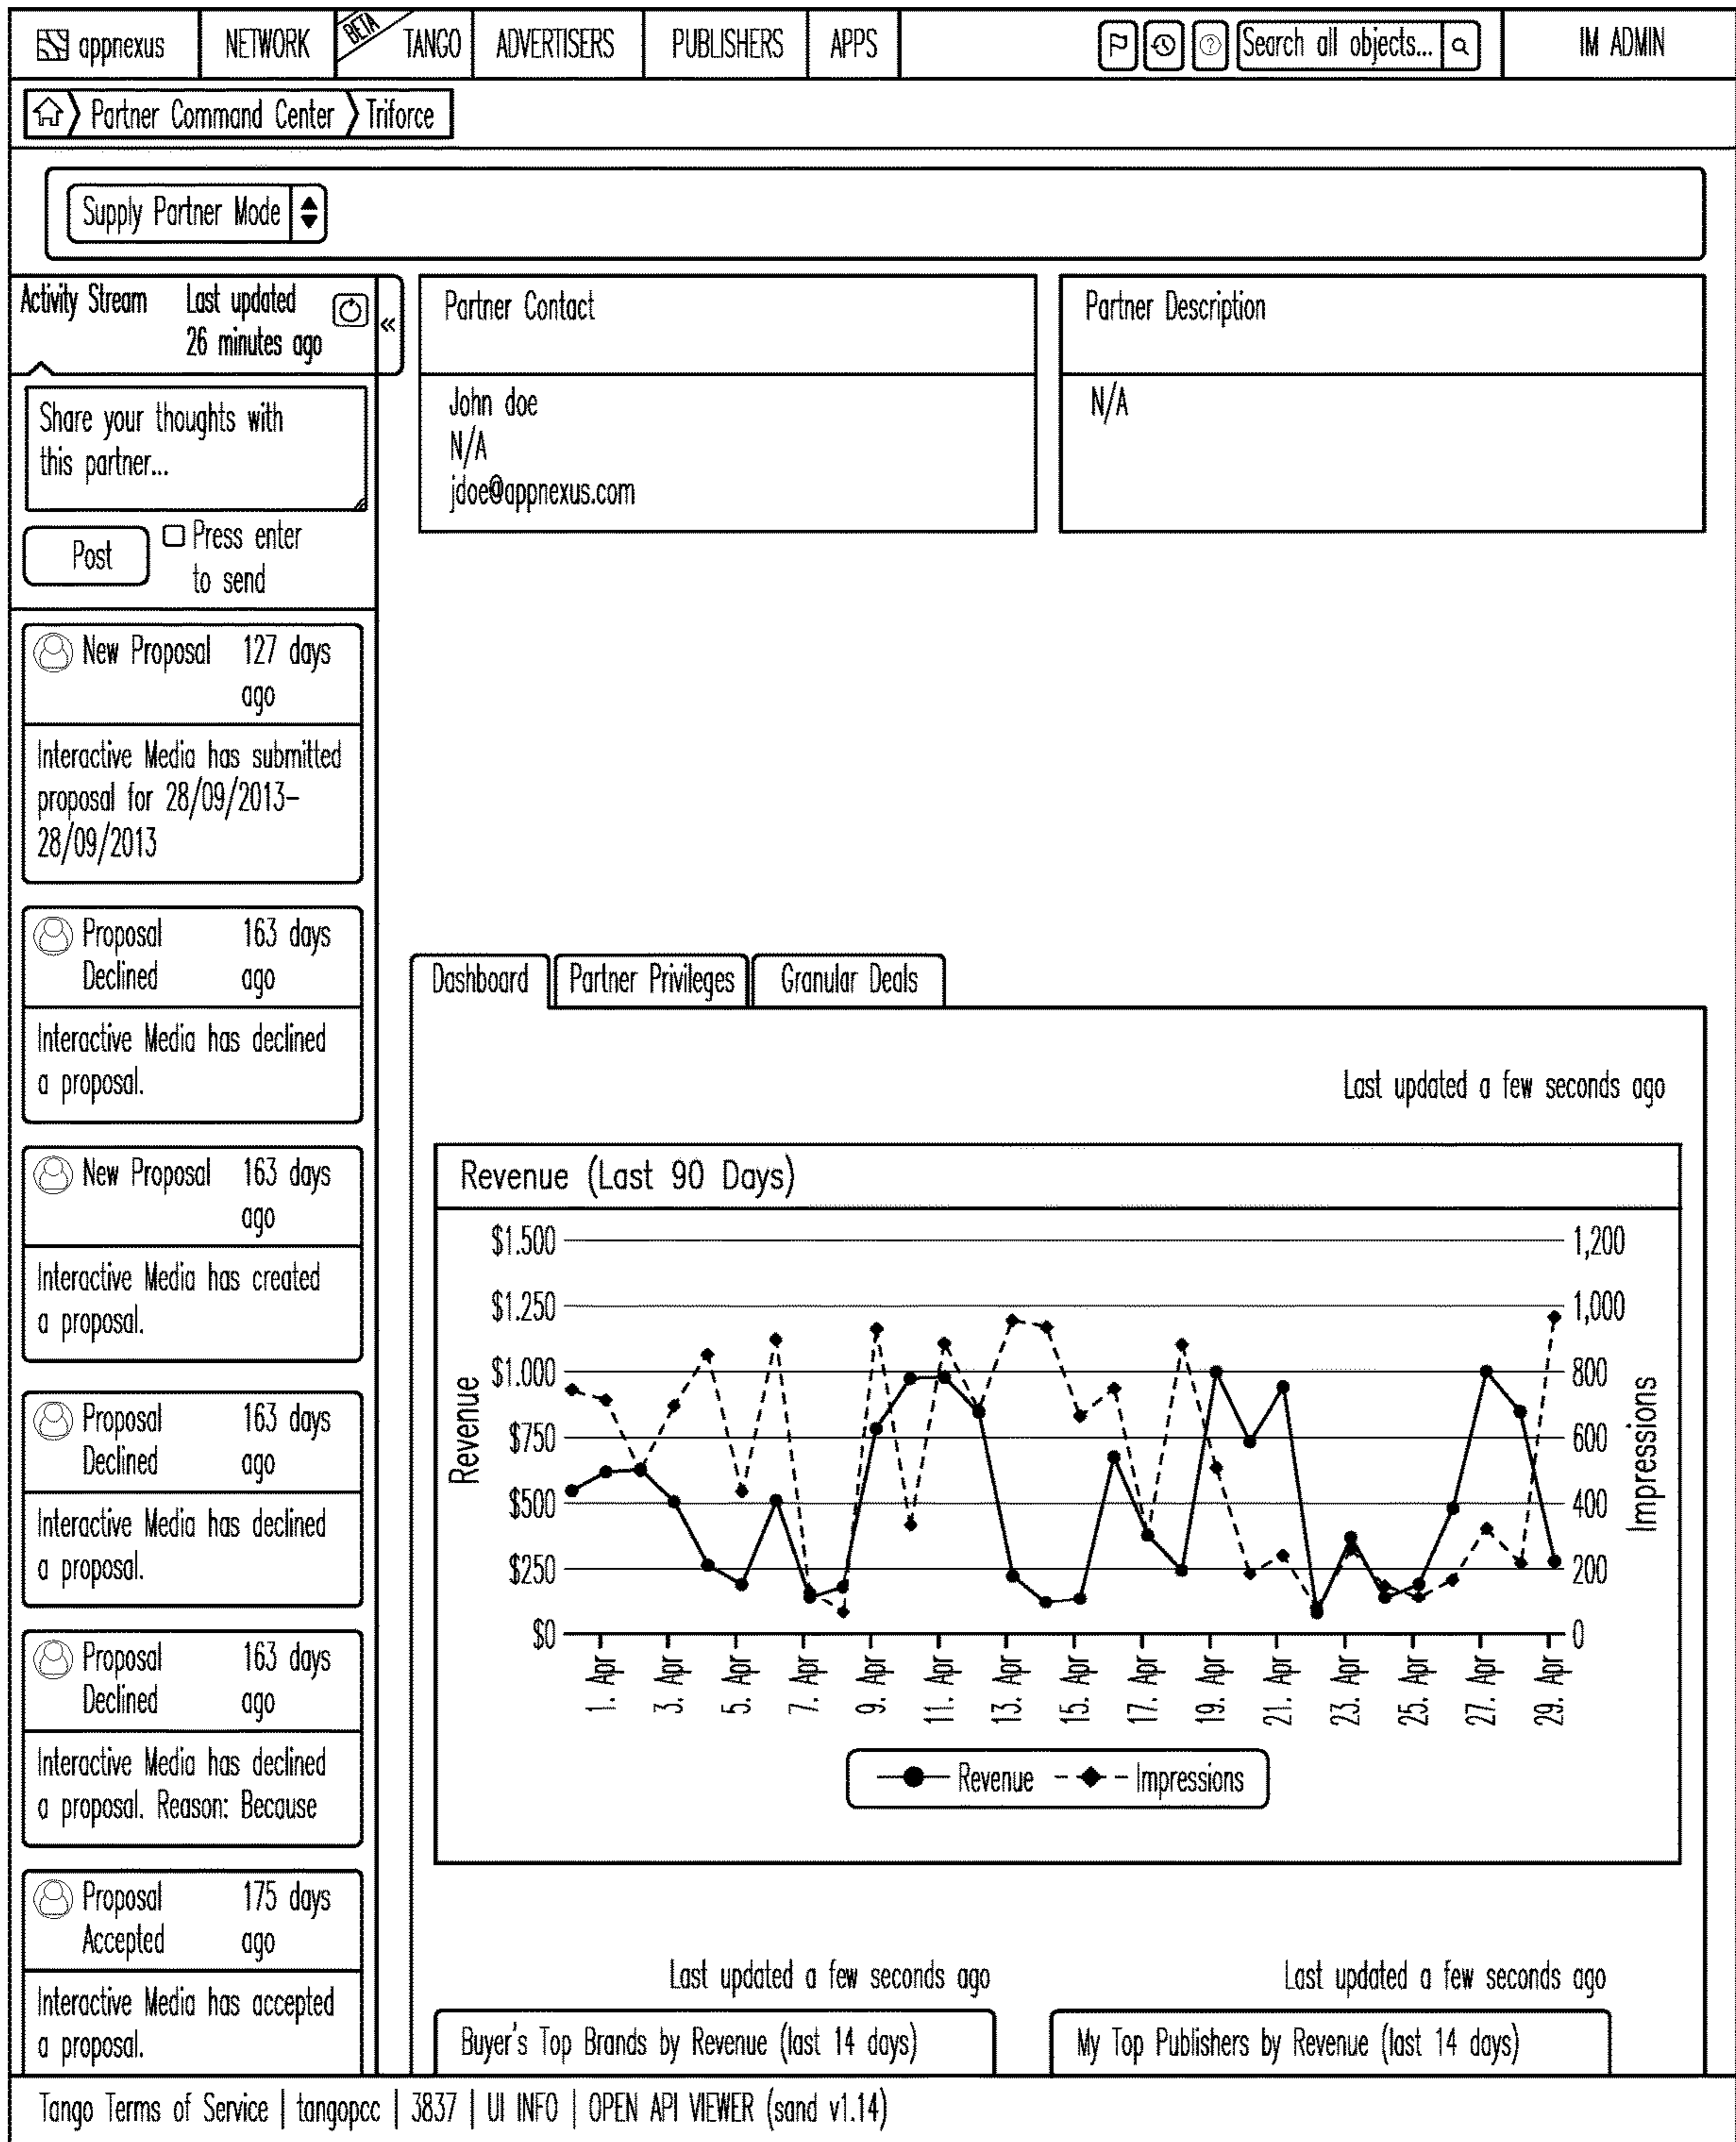 appnexus
NETWORK
BETA
TANGO
ADVERTISERS
PUBLISHERS
APPS
Search all objects...
IM ADMIN
Partner Command Center
Triforce
Supply Partner Mode
Activity Stream
Last updated
26 minutes ago
«
Share your thoughts with
this partner...
Post
Press enter
to send
New Proposal 127 days
ago
Interactive Media has submitted
proposal for 28/09/2013–
28/09/2013
Proposal 163 days
Declined ago
Interactive Media has declined
a proposal.
New Proposal 163 days
ago
Interactive Media has created
a proposal.
Proposal 163 days
Declined ago
Interactive Media has declined
a proposal.
Proposal 163 days
Declined ago
Interactive Media has declined
a proposal. Reason: Because
Proposal 175 days
Accepted ago
Interactive Media has accepted
a proposal.
Partner Contact
John doe
N/A
jdoe@appnexus.com
Partner Description
N/A
Dashboard
Partner Privileges
Granular Deals
Last updated a few seconds ago
Revenue (Last 90 Days)
$1.500
$1.250
$1.000
$750
$500
$250
$0
Revenue
1,200
1,000
800
600
400
200
0
Impressions
1. Apr
3. Apr
5. Apr
7. Apr
9. Apr
11. Apr
13. Apr
15. Apr
17. Apr
19. Apr
21. Apr
23. Apr
25. Apr
27. Apr
29. Apr
Revenue
Impressions
Last updated a few seconds ago
Buyer's Top Brands by Revenue (last 14 days)
Last updated a few seconds ago
My Top Publishers by Revenue (last 14 days)
Tango Terms of Service | tangopcc | 3837 | UI INFO | OPEN API VIEWER (sand v1.14)